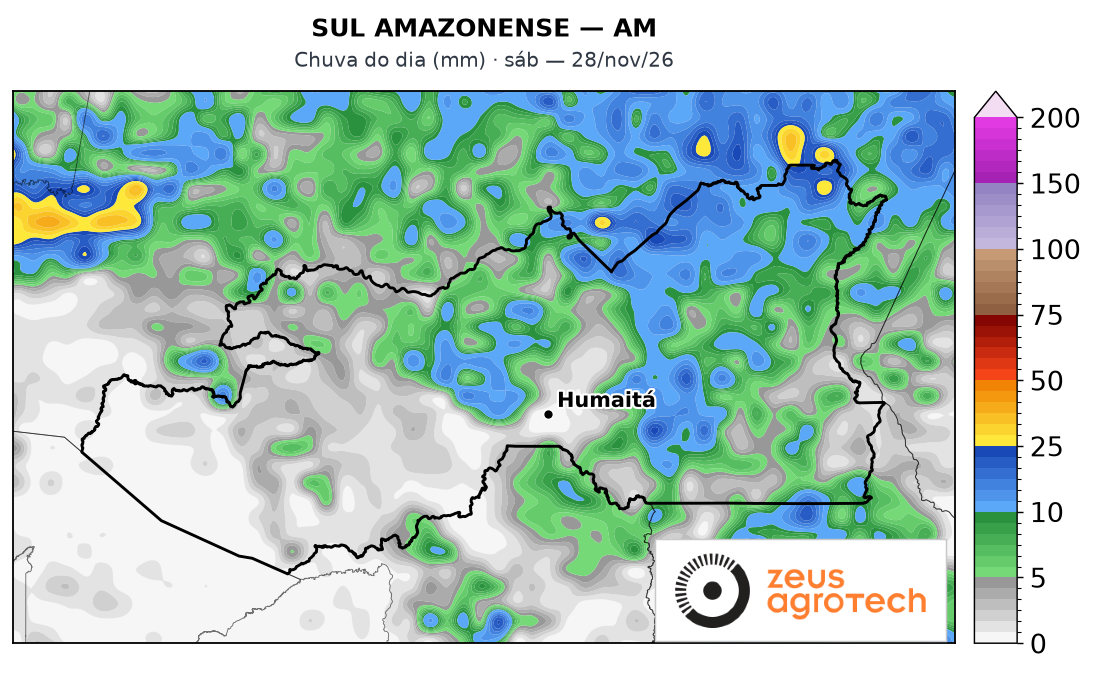 SUL AMAZONENSE — AM
Chuva do dia (mm) · sáb — 28/nov/26
200
150
100
75
50
25
10
5
0
Humaitá
zeus
agrotech